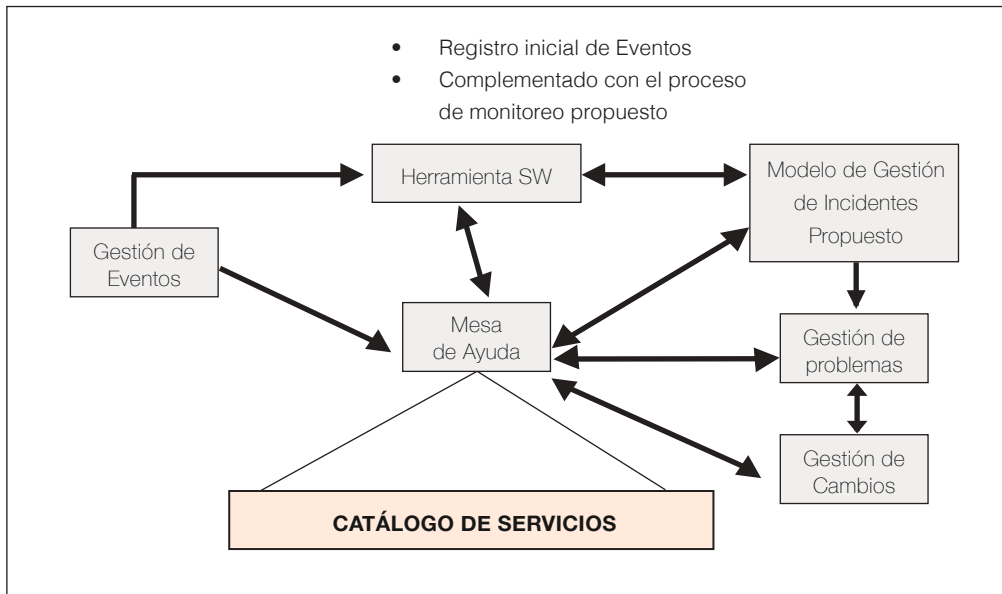 • Registro inicial de Eventos
• Complementado con el proceso
de monitoreo propuesto
Herramienta SW
Modelo de Gestión
de Incidentes
Propuesto
Gestión de
Eventos
Mesa
de Ayuda
Gestión de
problemas
Gestión de
Cambios
CATÁLOGO DE SERVICIOS